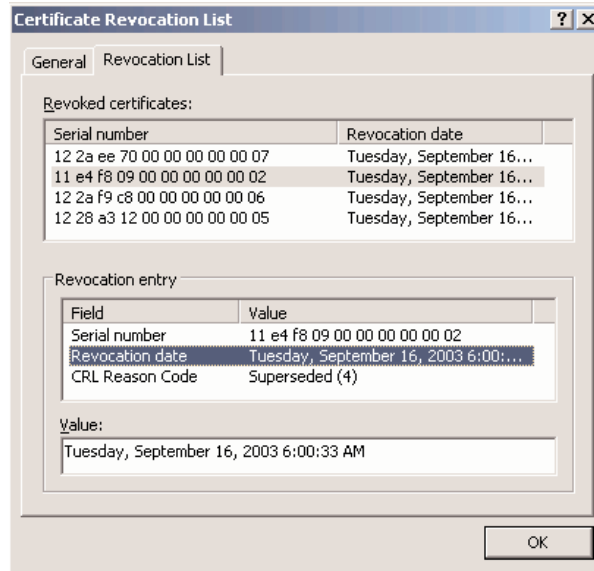 Certificate Revocation List
General Revocation List
Revoked certificates:
Serial number Revocation date
12 2a ee 70 00 00 00 00 00 07 Tuesday, September 16...
11 e4 f8 09 00 00 00 00 00 02 Tuesday, September 16...
12 2a f9 c8 00 00 00 00 00 06 Tuesday, September 16...
12 28 a3 12 00 00 00 00 00 05 Tuesday, September 16...
Revocation entry
Field Value
Serial number 11 e4 f8 09 00 00 00 00 00 02
Revocation date Tuesday, September 16, 2003 6:00:...
CRL Reason Code Superseded (4)
Value:
Tuesday, September 16, 2003 6:00:33 AM
OK